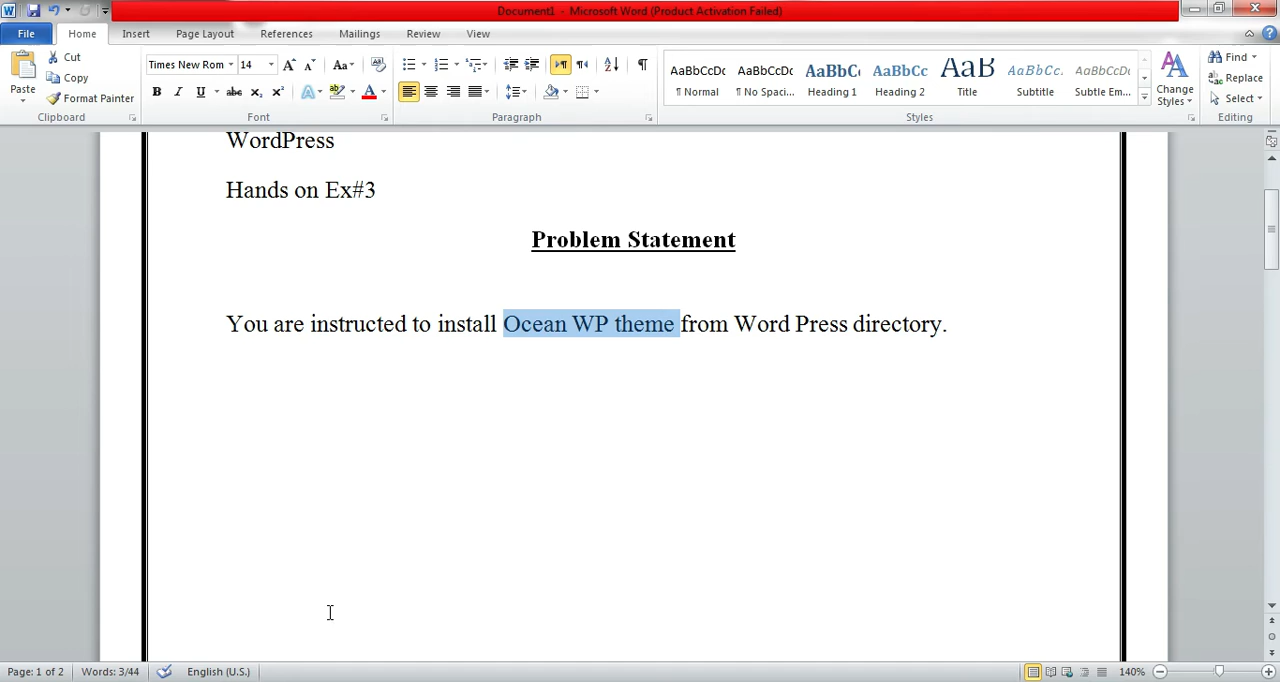 Document1 - Microsoft Word (Product Activation Failed)
File Home Insert Page Layout References Mailings Review View
Cut
Copy
Format Painter
Paste
Clipboard
Times New Rom 14
Font
Paragraph
AaBbCcDc AaBbCcDc AaBbC AaBbCc AaB AaBbCc. AaBbCcDc
¶ Normal ¶ No Spaci... Heading 1 Heading 2 Title Subtitle Subtle Em...
Styles
Change
Styles
Find
Replace
Select
Editing
WordPress
Hands on Ex#3
Problem Statement
You are instructed to install Ocean WP theme from Word Press directory.
Page: 1 of 2 Words: 3/44 English (U.S.) 140%